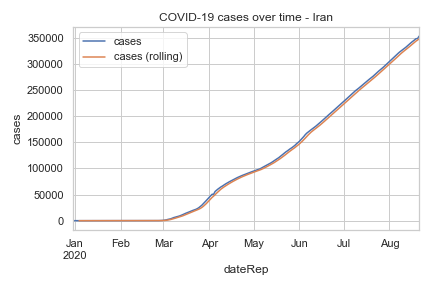 COVID-19 cases over time - Iran
cases
cases (rolling)
350000
300000
250000
200000
150000
100000
50000
0
cases
Jan Feb Mar Apr May Jun Jul Aug
2020
dateRep